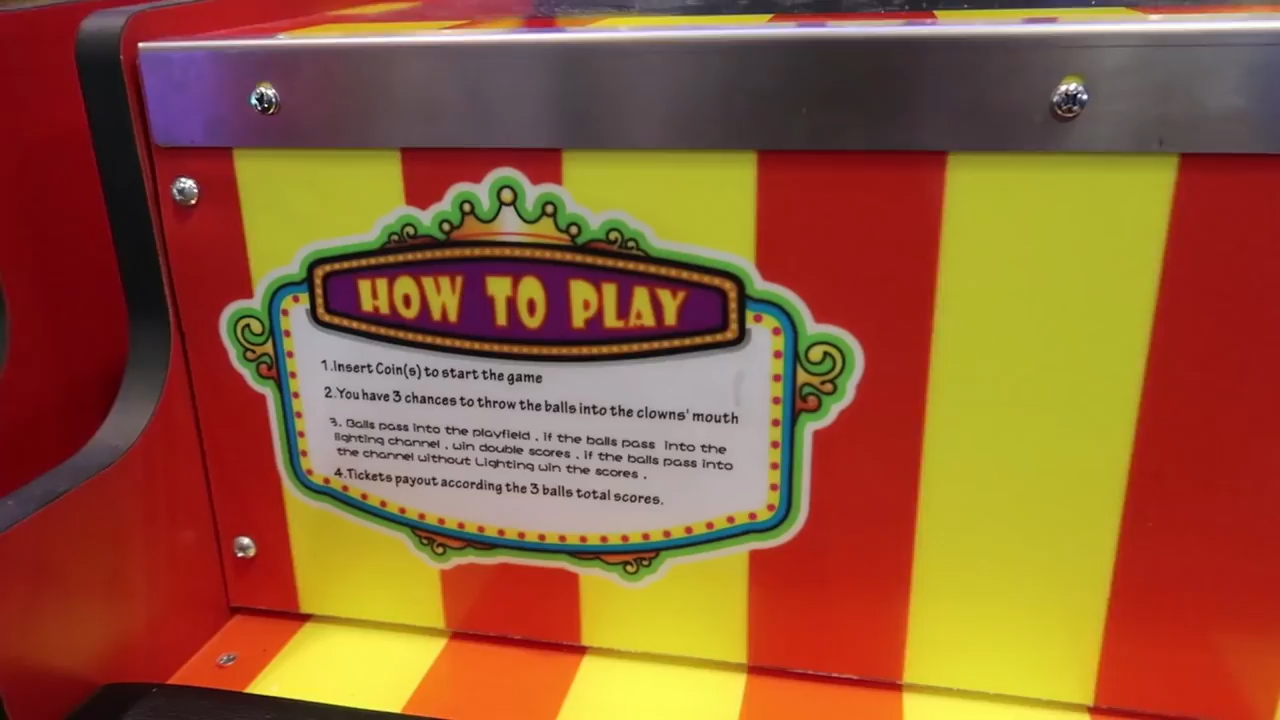 HOW TO PLAY
1.Insert Coin(s) to start the game
2.You have 3 chances to throw the balls into the clowns' mouth
3. Balls pass into the playfield . if the balls pass into the
lighting channel , win double scores . if the balls pass into
the channel without Lighting win the scores .
4.Tickets payout according the 3 balls total scores.